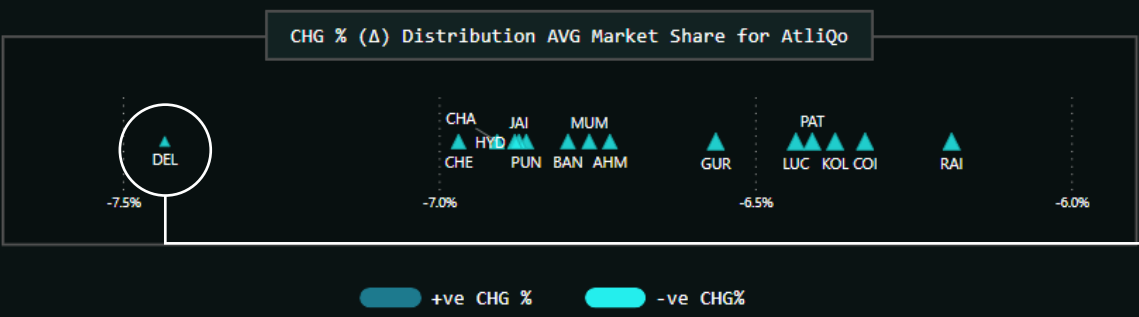 CHG % (Δ) Distribution AVG Market Share for AtliQo
CHA JAI MUM PAT
HYD
DEL CHE PUN BAN AHM GUR LUC KOL COI RAI
-7.5% -7.0% -6.5% -6.0%
+ve CHG % -ve CHG%